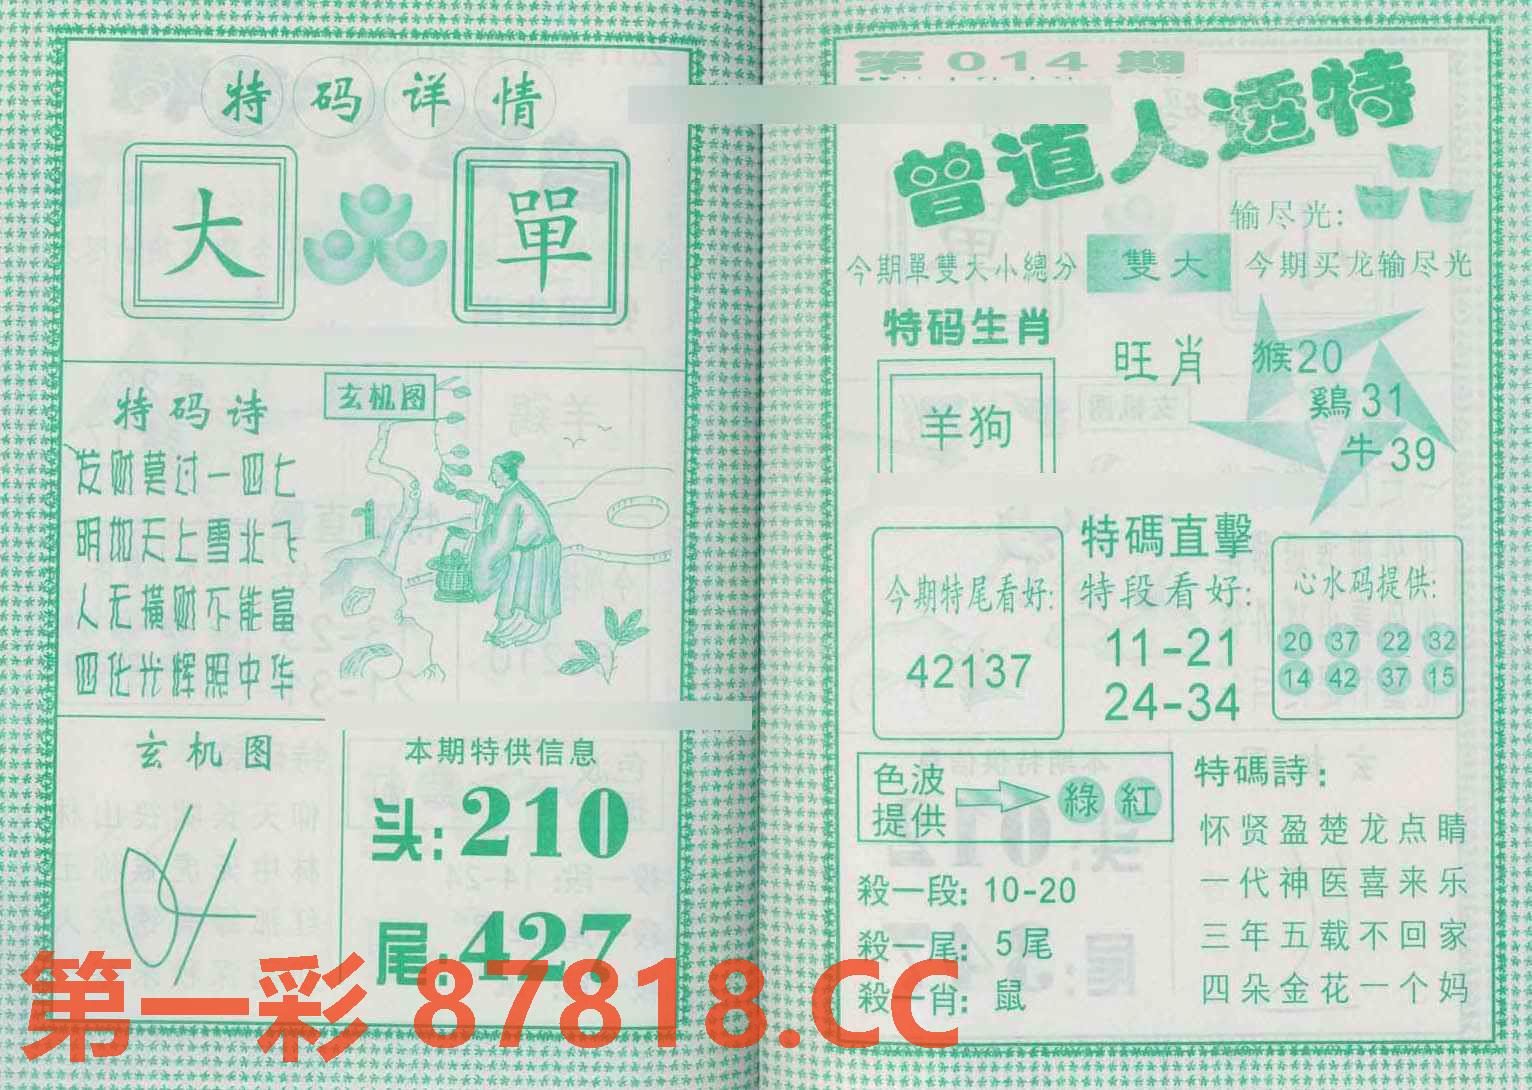 特码详情
大 單
特码诗
发财莫过一四七
明如天上雪北飞
人无横财不能富
四化光辉照中华
玄机图
玄机图
本期特供信息
头:210
尾:427
第014期
曾道人透特
输尽光:
今期單雙大小總分 雙大 今期买龙输尽光
特码生肖
羊狗
旺肖
猴20
鷄31
牛39
今期特尾看好:
42137
特碼直擊
特段看好:
11-21
24-34
心水码提供:
20 37 22 32
14 42 37 15
色波
提供
綠 紅
殺一段: 10-20
殺一尾: 5尾
殺一肖: 鼠
特碼詩:
怀贤盈楚龙点睛
一代神医喜来乐
三年五载不回家
四朵金花一个妈
第一彩 87818.CC